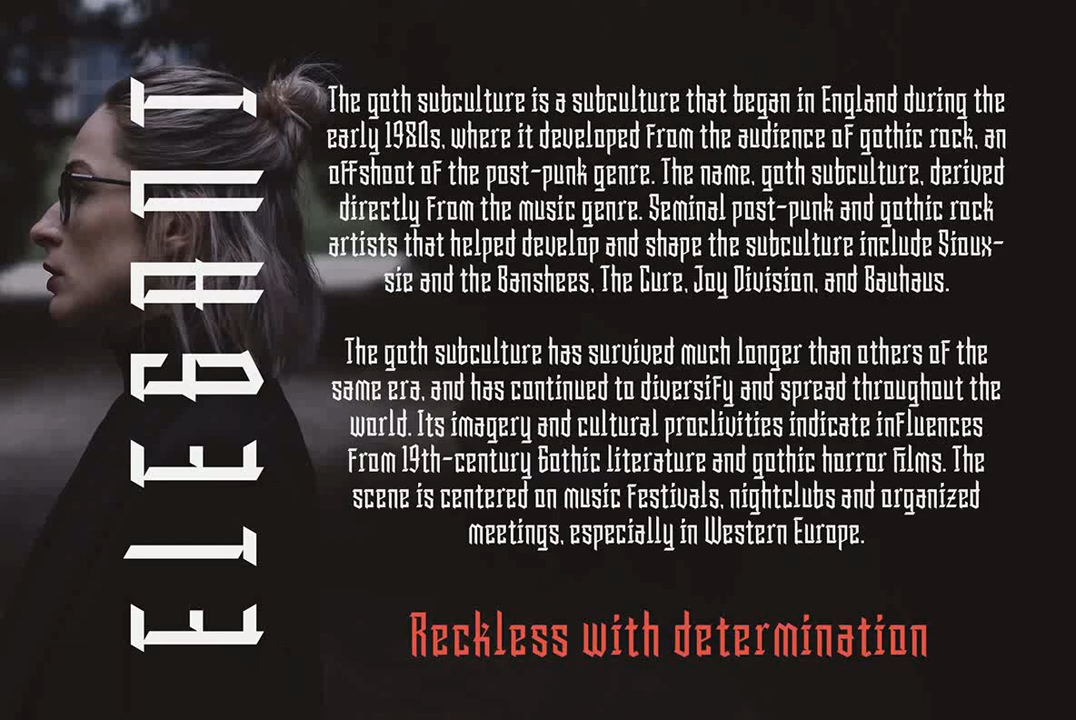 ELEGANT
The goth subculture is a subculture that began in England during the
early 1980s, where it developed from the audience of gothic rock, an
offshoot of the post-punk genre. The name, goth subculture, derived
directly from the music genre. Seminal post-punk and gothic rock
artists that helped develop and shape the subculture include Sioux-
sie and the Banshees, The Cure, Joy Division, and Bauhaus.
The goth subculture has survived much longer than others of the
same era, and has continued to diversify and spread throughout the
world. Its imagery and cultural proclivities indicate influences
from 19th-century Gothic literature and gothic horror films. The
scene is centered on music festivals, nightclubs and organized
meetings, especially in Western Europe.
Reckless with determination